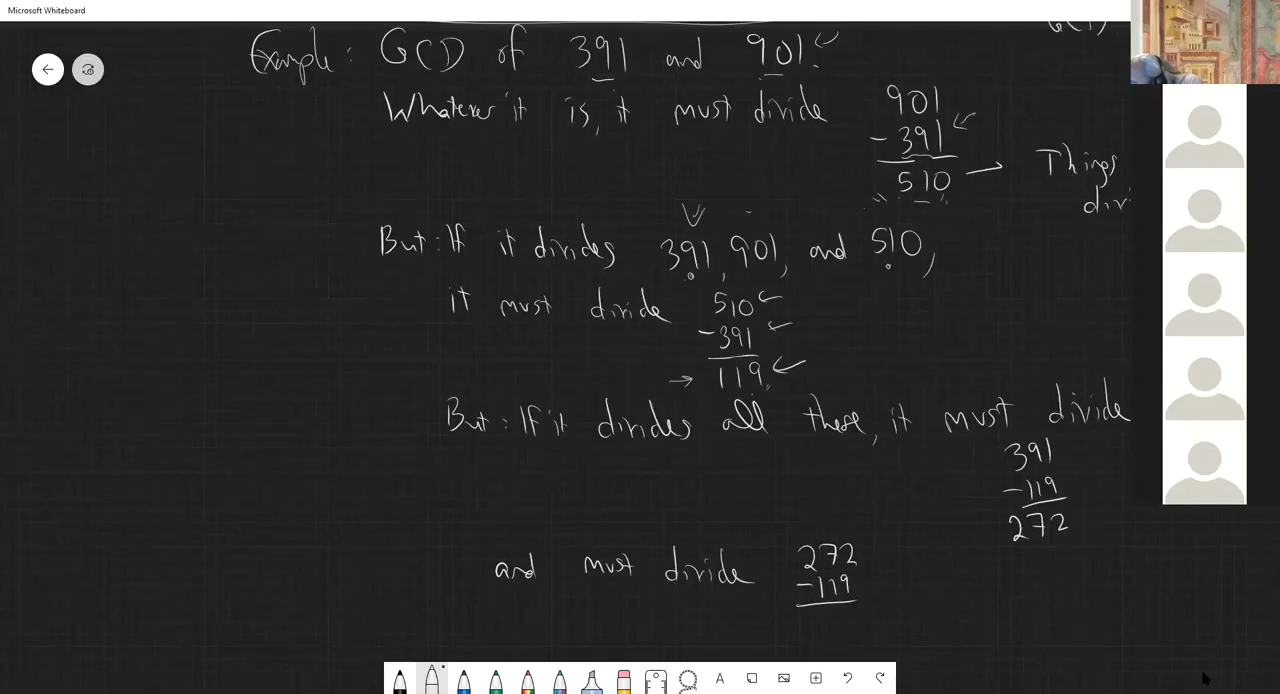 Microsoft Whiteboard
Example: GCD of 391 and 901.
Whatever it is, it must divide 901
-391
510 → Things
But: If it divides 391, 901, and 510,
it must divide 510
-391
119
But: If it divides all these, it must divide
391
-119
272
and must divide 272
-119